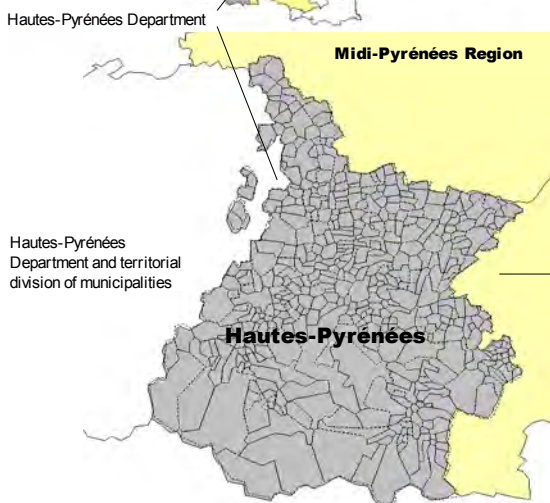 Hautes-Pyrénées Department
Midi-Pyrénées Region
Hautes-Pyrénées
Department and territorial
division of municipalities
Hautes-Pyrénées